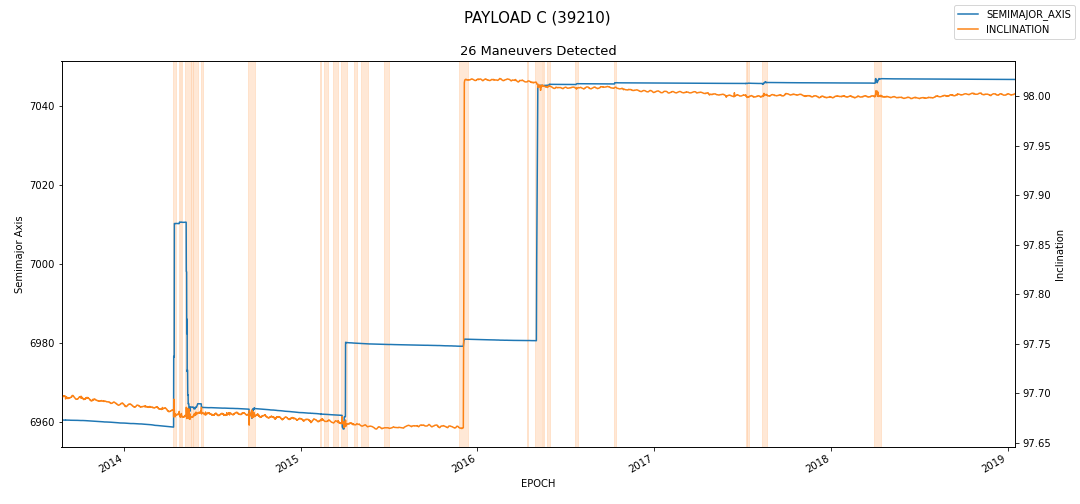 PAYLOAD C (39210)
SEMIMAJOR_AXIS
INCLINATION
26 Maneuvers Detected
Semimajor Axis
7040
7020
7000
6980
6960
98.00
97.95
97.90
97.85
97.80
97.75
97.70
97.65
Inclination
2014
2015
2016
2017
2018
2019
EPOCH